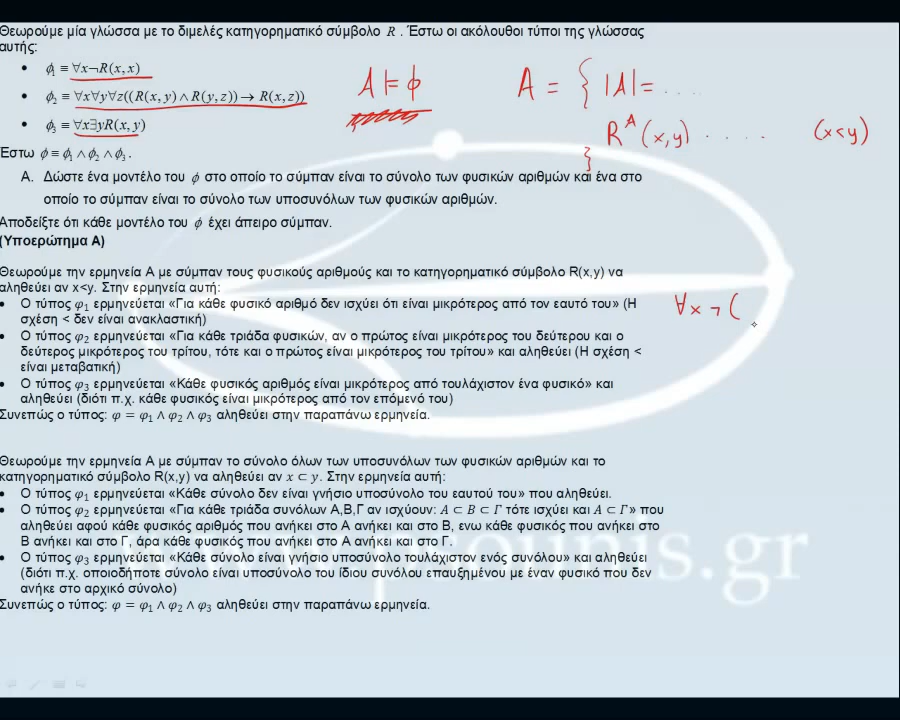 Θεωρούμε μία γλώσσα με το διμελές κατηγορηματικό σύμβολο R . Έστω οι ακόλουθοι τύποι της γλώσσας
αυτής:
• ϕ₁ ≡ ∀x¬R(x, x)
• ϕ₂ ≡ ∀x∀y∀z((R(x, y) ∧ R(y, z)) → R(x, z))
• ϕ₃ ≡ ∀x∃yR(x, y)
A ⊨ ϕ
A = { |A| = . . . .
R^A (x,y) . . . . (x<y)
}
Έστω ϕ ≡ ϕ₁ ∧ ϕ₂ ∧ ϕ₃ .
A. Δώστε ένα μοντέλο του ϕ στο οποίο το σύμπαν είναι το σύνολο των φυσικών αριθμών και ένα στο
οποίο το σύμπαν είναι το σύνολο των υποσυνόλων των φυσικών αριθμών.
Αποδείξτε ότι κάθε μοντέλο του ϕ έχει άπειρο σύμπαν.
(Υποερώτημα Α)
Θεωρούμε την ερμηνεία Α με σύμπαν τους φυσικούς αριθμούς και το κατηγορηματικό σύμβολο R(x,y) να
αληθεύει αν x<y. Στην ερμηνεία αυτή:
• Ο τύπος φ₁ ερμηνεύεται «Για κάθε φυσικό αριθμό δεν ισχύει ότι είναι μικρότερος από τον εαυτό του» (Η
σχέση < δεν είναι ανακλαστική)
∀x ¬ (
• Ο τύπος φ₂ ερμηνεύεται «Για κάθε τριάδα φυσικών, αν ο πρώτος είναι μικρότερος του δεύτερου και ο
δεύτερος μικρότερος του τρίτου, τότε και ο πρώτος είναι μικρότερος του τρίτου» και αληθεύει (Η σχέση <
είναι μεταβατική)
• Ο τύπος φ₃ ερμηνεύεται «Κάθε φυσικός αριθμός είναι μικρότερος από τουλάχιστον ένα φυσικό» και
αληθεύει (διότι π.χ. κάθε φυσικός είναι μικρότερος από τον επόμενό του)
Συνεπώς ο τύπος: φ = φ₁ ∧ φ₂ ∧ φ₃ αληθεύει στην παραπάνω ερμηνεία.
Θεωρούμε την ερμηνεία Α με σύμπαν το σύνολο όλων των υποσυνόλων των φυσικών αριθμών και το
κατηγορηματικό σύμβολο R(x,y) να αληθεύει αν x ⊂ y. Στην ερμηνεία αυτή:
• Ο τύπος φ₁ ερμηνεύεται «Κάθε σύνολο δεν είναι γνήσιο υποσύνολο του εαυτού του» που αληθεύει.
• Ο τύπος φ₂ ερμηνεύεται «Για κάθε τριάδα συνόλων Α,Β,Γ αν ισχύουν: A ⊂ B ⊂ Γ τότε ισχύει και A ⊂ Γ» που
αληθεύει αφού κάθε φυσικός αριθμός που ανήκει στο Α ανήκει και στο Β, ενω κάθε φυσικός που ανήκει στο
Β ανήκει και στο Γ, άρα κάθε φυσικός που ανήκει στο Α ανήκει και στο Γ.
• Ο τύπος φ₃ ερμηνεύεται «Κάθε σύνολο είναι γνήσιο υποσύνολο τουλάχιστον ενός συνόλου» και αληθεύει
(διότι π.χ. οποιοδήποτε σύνολο είναι υποσύνολο του ίδιου συνόλου επαυξημένου με έναν φυσικό που δεν
ανήκε στο αρχικό σύνολο)
Συνεπώς ο τύπος: φ = φ₁ ∧ φ₂ ∧ φ₃ αληθεύει στην παραπάνω ερμηνεία.